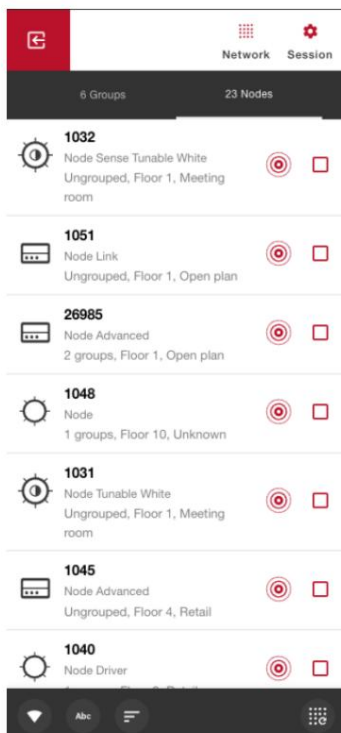 Network Session
6 Groups 23 Nodes
1032
Node Sense Tunable White
Ungrouped, Floor 1, Meeting
room
1051
Node Link
Ungrouped, Floor 1, Open plan
26985
Node Advanced
2 groups, Floor 1, Open plan
1048
Node
1 groups, Floor 10, Unknown
1031
Node Tunable White
Ungrouped, Floor 1, Meeting
room
1045
Node Advanced
Ungrouped, Floor 4, Retail
1040
Node Driver
Abc